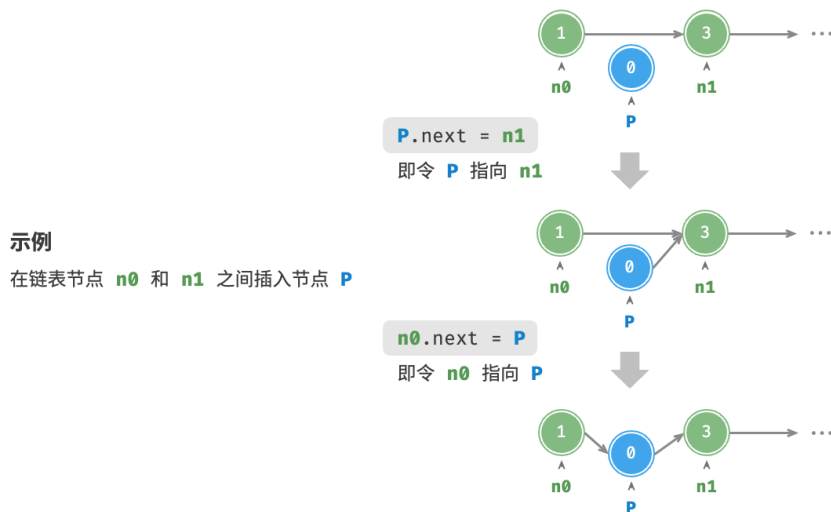 1 3 ...
0
n0 n1
P
P.next = n1
即令 P 指向 n1
1 3 ...
示例
0
在链表节点 n0 和 n1 之间插入节点 P
n0 n1
P
n0.next = P
即令 n0 指向 P
1 3 ...
0
n0 n1
P